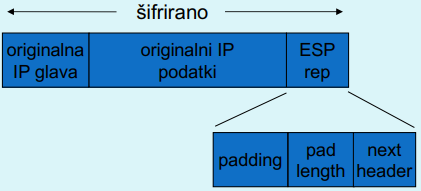 šifrirano
originalna
IP glava
originalni IP
podatki
ESP
rep
padding
pad
length
next
header